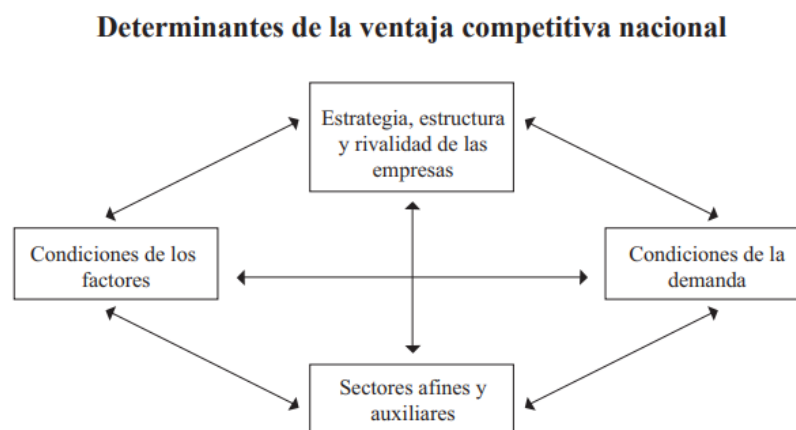 Determinantes de la ventaja competitiva nacional
Estrategia, estructura
y rivalidad de las
empresas
Condiciones de los
factores
Condiciones de la
demanda
Sectores afines y
auxiliares